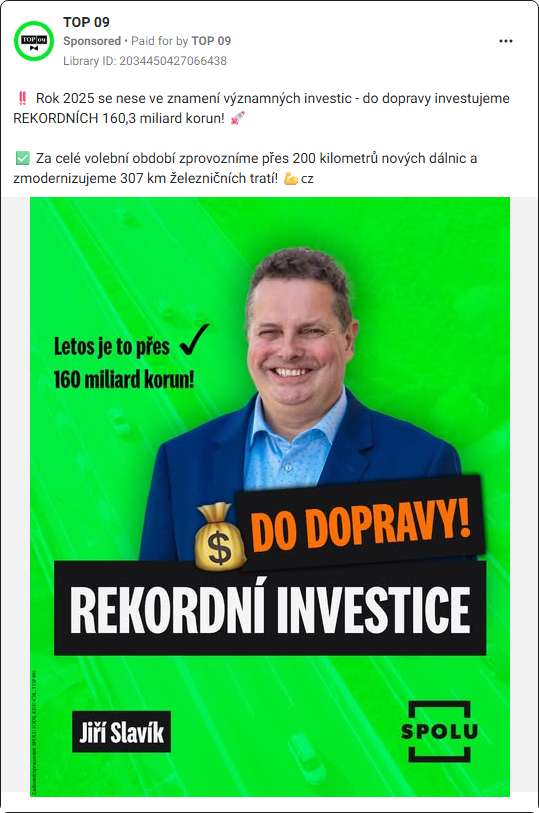 TOP 09
Sponsored • Paid for by TOP 09
Library ID: 2034450427066438
‼️ Rok 2025 se nese ve znamení významných investic - do dopravy investujeme
REKORDNÍCH 160,3 miliard korun! 🚀
✅ Za celé volební období zprovozníme přes 200 kilometrů nových dálnic a
zmodernizujeme 307 km železničních tratí! 💪cz
TOP 09
Letos je to přes
160 miliard korun!
DO DOPRAVY!
REKORDNÍ INVESTICE
Jiří Slavík
SPOLU